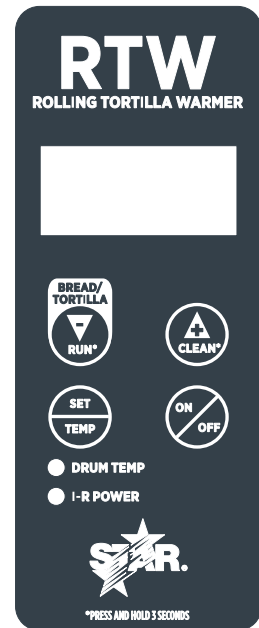 RTW
ROLLING TORTILLA WARMER
BREAD/
TORTILLA
-
RUN*
+
CLEAN*
SET
TEMP
ON
OFF
DRUM TEMP
I-R POWER
STAR.
*PRESS AND HOLD 3 SECONDS